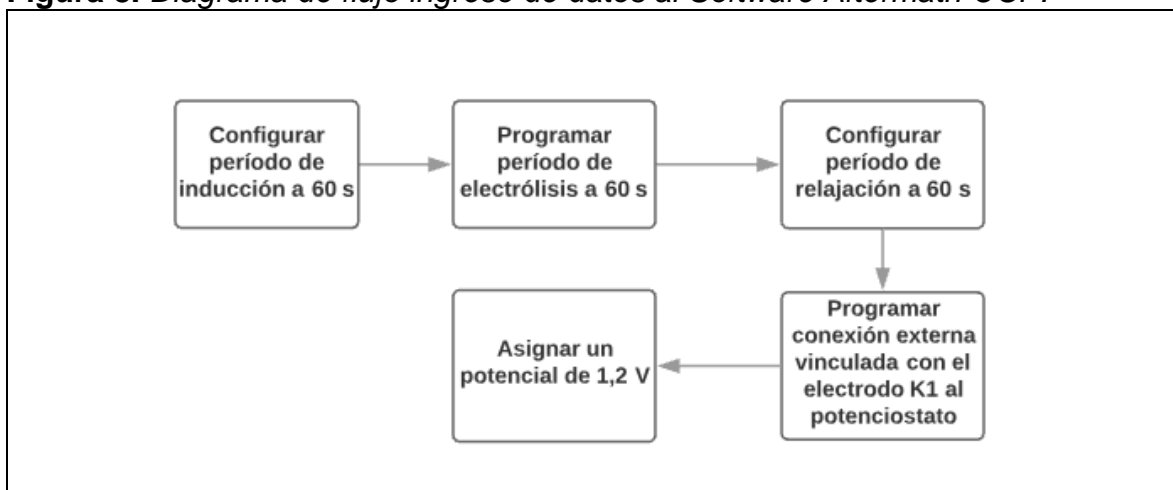 Configurar
período de
inducción a 60 s
Programar
período de
electrólisis a 60 s
Configurar
período de
relajación a 60 s
Programar
conexión externa
vinculada con el
electrodo K1 al
potenciostato
Asignar un
potencial de 1,2 V